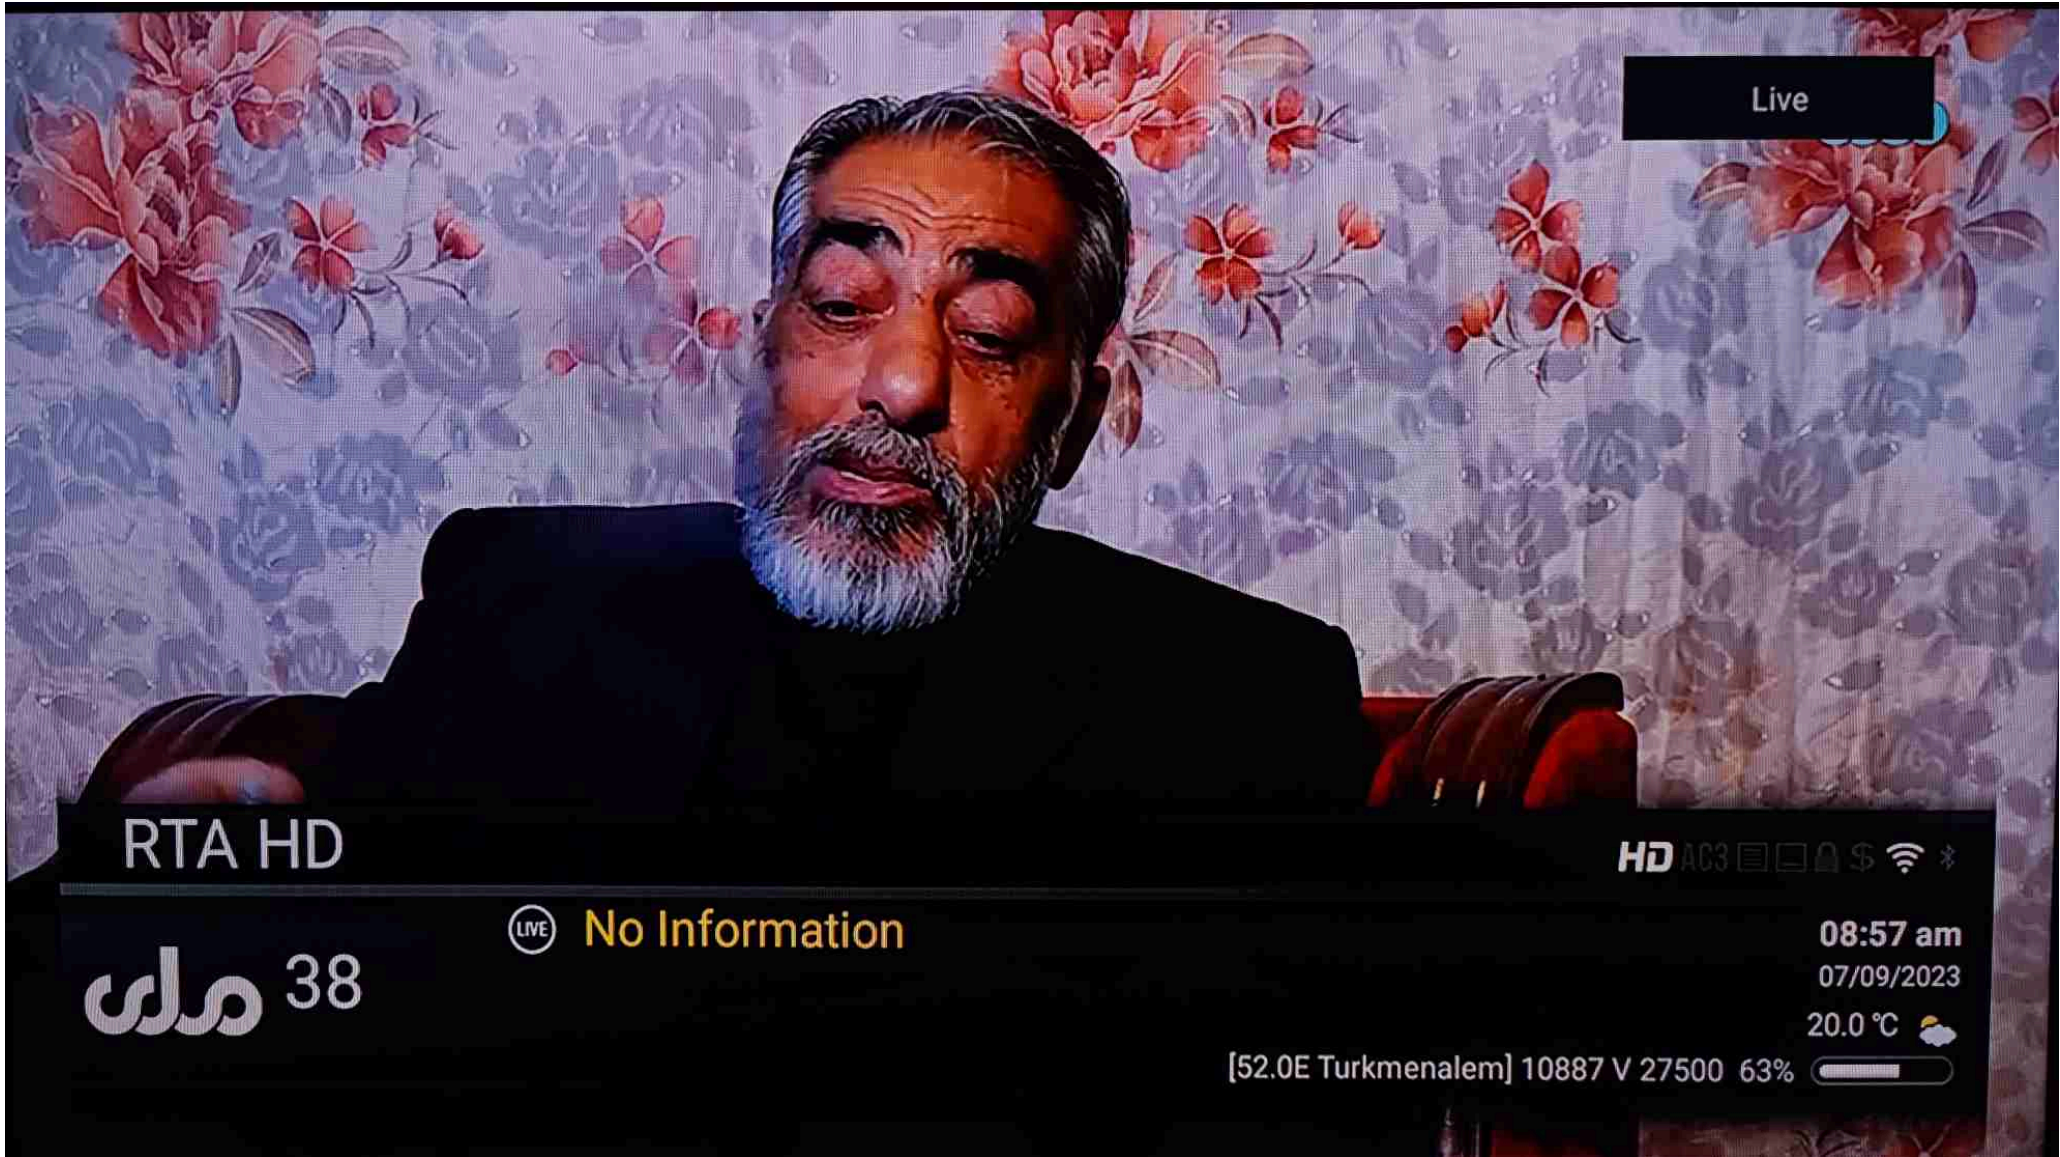 Live
RTA HD
HD AC3 $
LIVE No Information
ملی 38
08:57 am
07/09/2023
20.0 ℃
[52.0E Turkmenalem] 10887 V 27500 63%